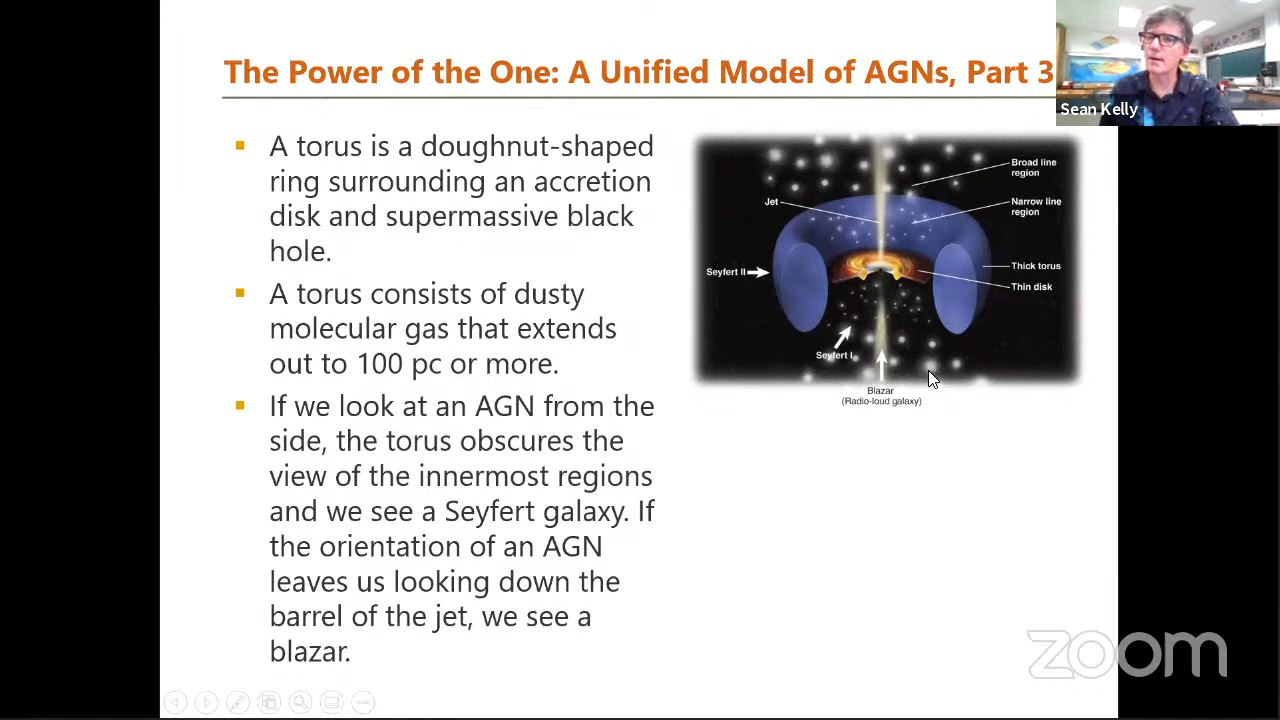 The Power of the One: A Unified Model of AGNs, Part 3
Sean Kelly
A torus is a doughnut-shaped
ring surrounding an accretion
disk and supermassive black
hole.
A torus consists of dusty
molecular gas that extends
out to 100 pc or more.
If we look at an AGN from the
side, the torus obscures the
view of the innermost regions
and we see a Seyfert galaxy. If
the orientation of an AGN
leaves us looking down the
barrel of the jet, we see a
blazar.
Broad line
region
Jet
Narrow line
region
Seyfert II
Thick torus
Thin disk
Seyfert I
Blazar
(Radio-loud galaxy)
zoom